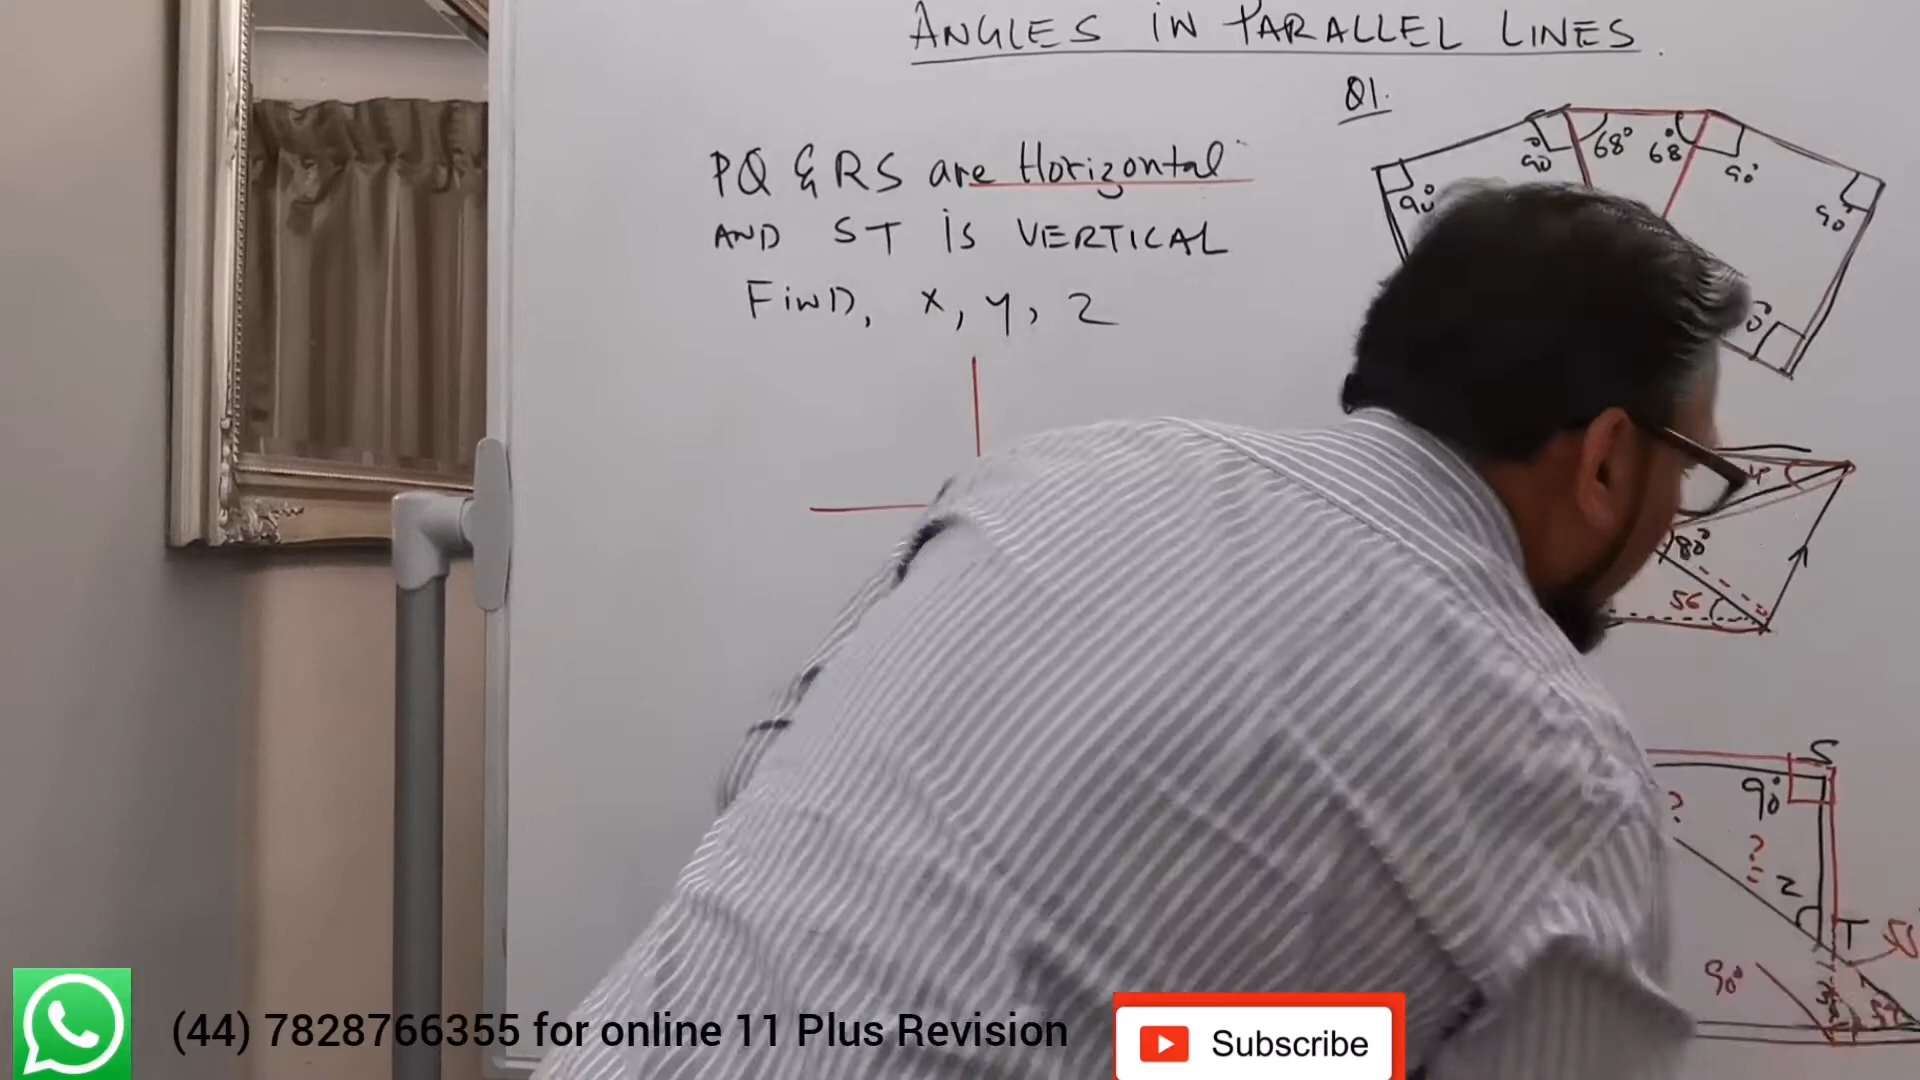 ANGLES IN PARALLEL LINES.
Q1.
PQ & RS are Horizontal
AND ST is VERTICAL
FIND, x, y, z
90° 68° 68° 90°
90° 90°
80°
56
S
90°
?
?
z
T
90°
(44) 7828766355 for online 11 Plus Revision
Subscribe